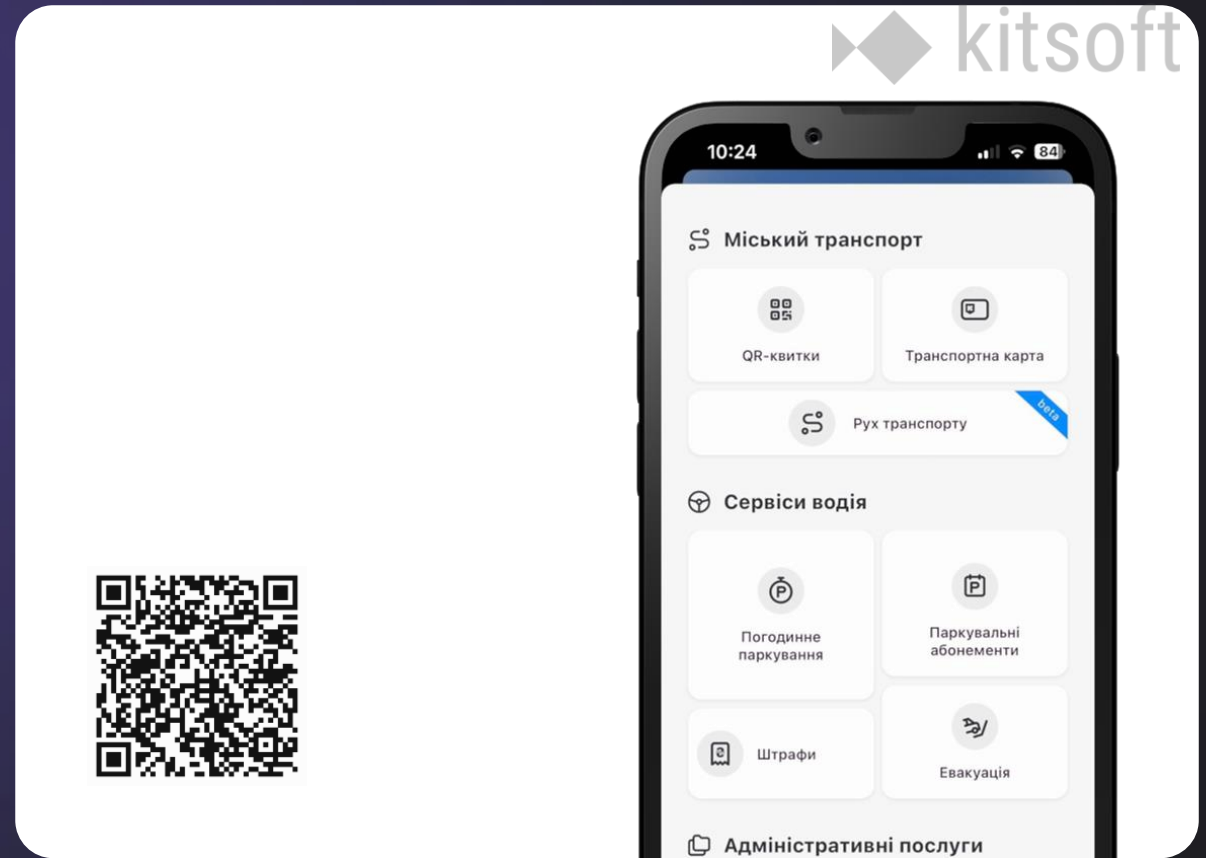 kitsoft
10:24
84
Міський транспорт
QR-квитки
Транспортна карта
Рух транспорту
beta
Сервіси водія
Погодинне
паркування
Паркувальні
абонементи
Штрафи
Евакуація
Адміністративні послуги